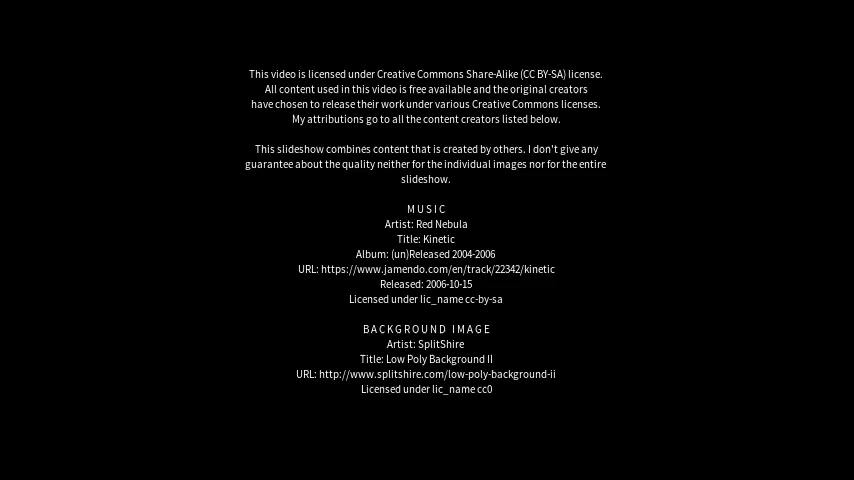 This video is licensed under Creative Commons Share-Alike (CC BY-SA) license.
All content used in this video is free available and the original creators
have chosen to release their work under various Creative Commons licenses.
My attributions go to all the content creators listed below.
This slideshow combines content that is created by others. I don't give any
guarantee about the quality neither for the individual images nor for the entire
slideshow.
M U S I C
Artist: Red Nebula
Title: Kinetic
Album: (un)Released 2004-2006
URL: https://www.jamendo.com/en/track/22342/kinetic
Released: 2006-10-15
Licensed under lic_name cc-by-sa
B A C K G R O U N D   I M A G E
Artist: SplitShire
Title: Low Poly Background II
URL: http://www.splitshire.com/low-poly-background-ii
Licensed under lic_name cc0